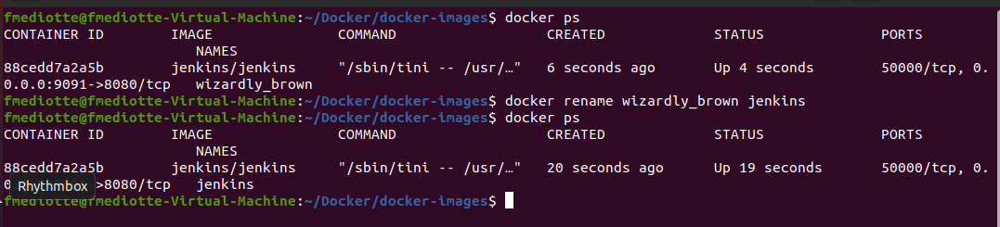 fmediotte@fmediotte-Virtual-Machine:~/Docker/docker-images$ docker ps
CONTAINER ID IMAGE COMMAND CREATED STATUS PORTS
NAMES
88cedd7a2a5b jenkins/jenkins "/sbin/tini -- /usr/…" 6 seconds ago Up 4 seconds 50000/tcp, 0.
0.0.0:9091->8080/tcp wizardly_brown
fmediotte@fmediotte-Virtual-Machine:~/Docker/docker-images$ docker rename wizardly_brown jenkins
fmediotte@fmediotte-Virtual-Machine:~/Docker/docker-images$ docker ps
CONTAINER ID IMAGE COMMAND CREATED STATUS PORTS
NAMES
88cedd7a2a5b jenkins/jenkins "/sbin/tini -- /usr/…" 20 seconds ago Up 19 seconds 50000/tcp, 0.
0 Rhythmbox >8080/tcp jenkins
fmediotte@fmediotte-Virtual-Machine:~/Docker/docker-images$